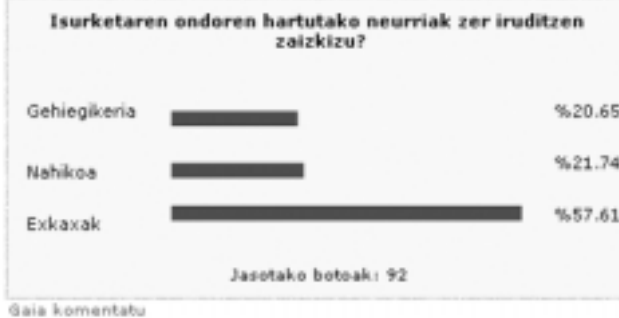 Isurketaren ondoren hartutako neurriak zer iruditzen
zaizkizu?
Gehiegikeria %20.65
Nahikoa %21.74
Exkaxak %57.61
Jasotako botoak: 92
Gaia komentatu